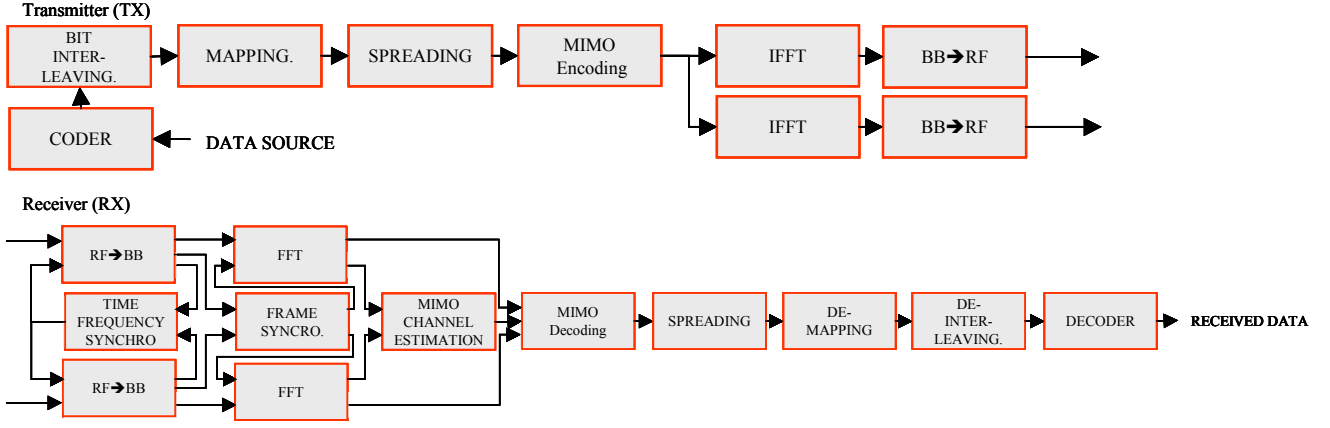 Transmitter (TX)
BIT
INTER-
LEAVING.
MAPPING.
SPREADING
MIMO
Encoding
IFFT
BB➔RF
IFFT
BB➔RF
CODER
DATA SOURCE
Receiver (RX)
RF➔BB
FFT
TIME
FREQUENCY
SYNCHRO
FRAME
SYNCRO.
MIMO
CHANNEL
ESTIMATION
MIMO
Decoding
SPREADING
DE-
MAPPING
DE-
INTER-
LEAVING.
DECODER
RECEIVED DATA
RF➔BB
FFT